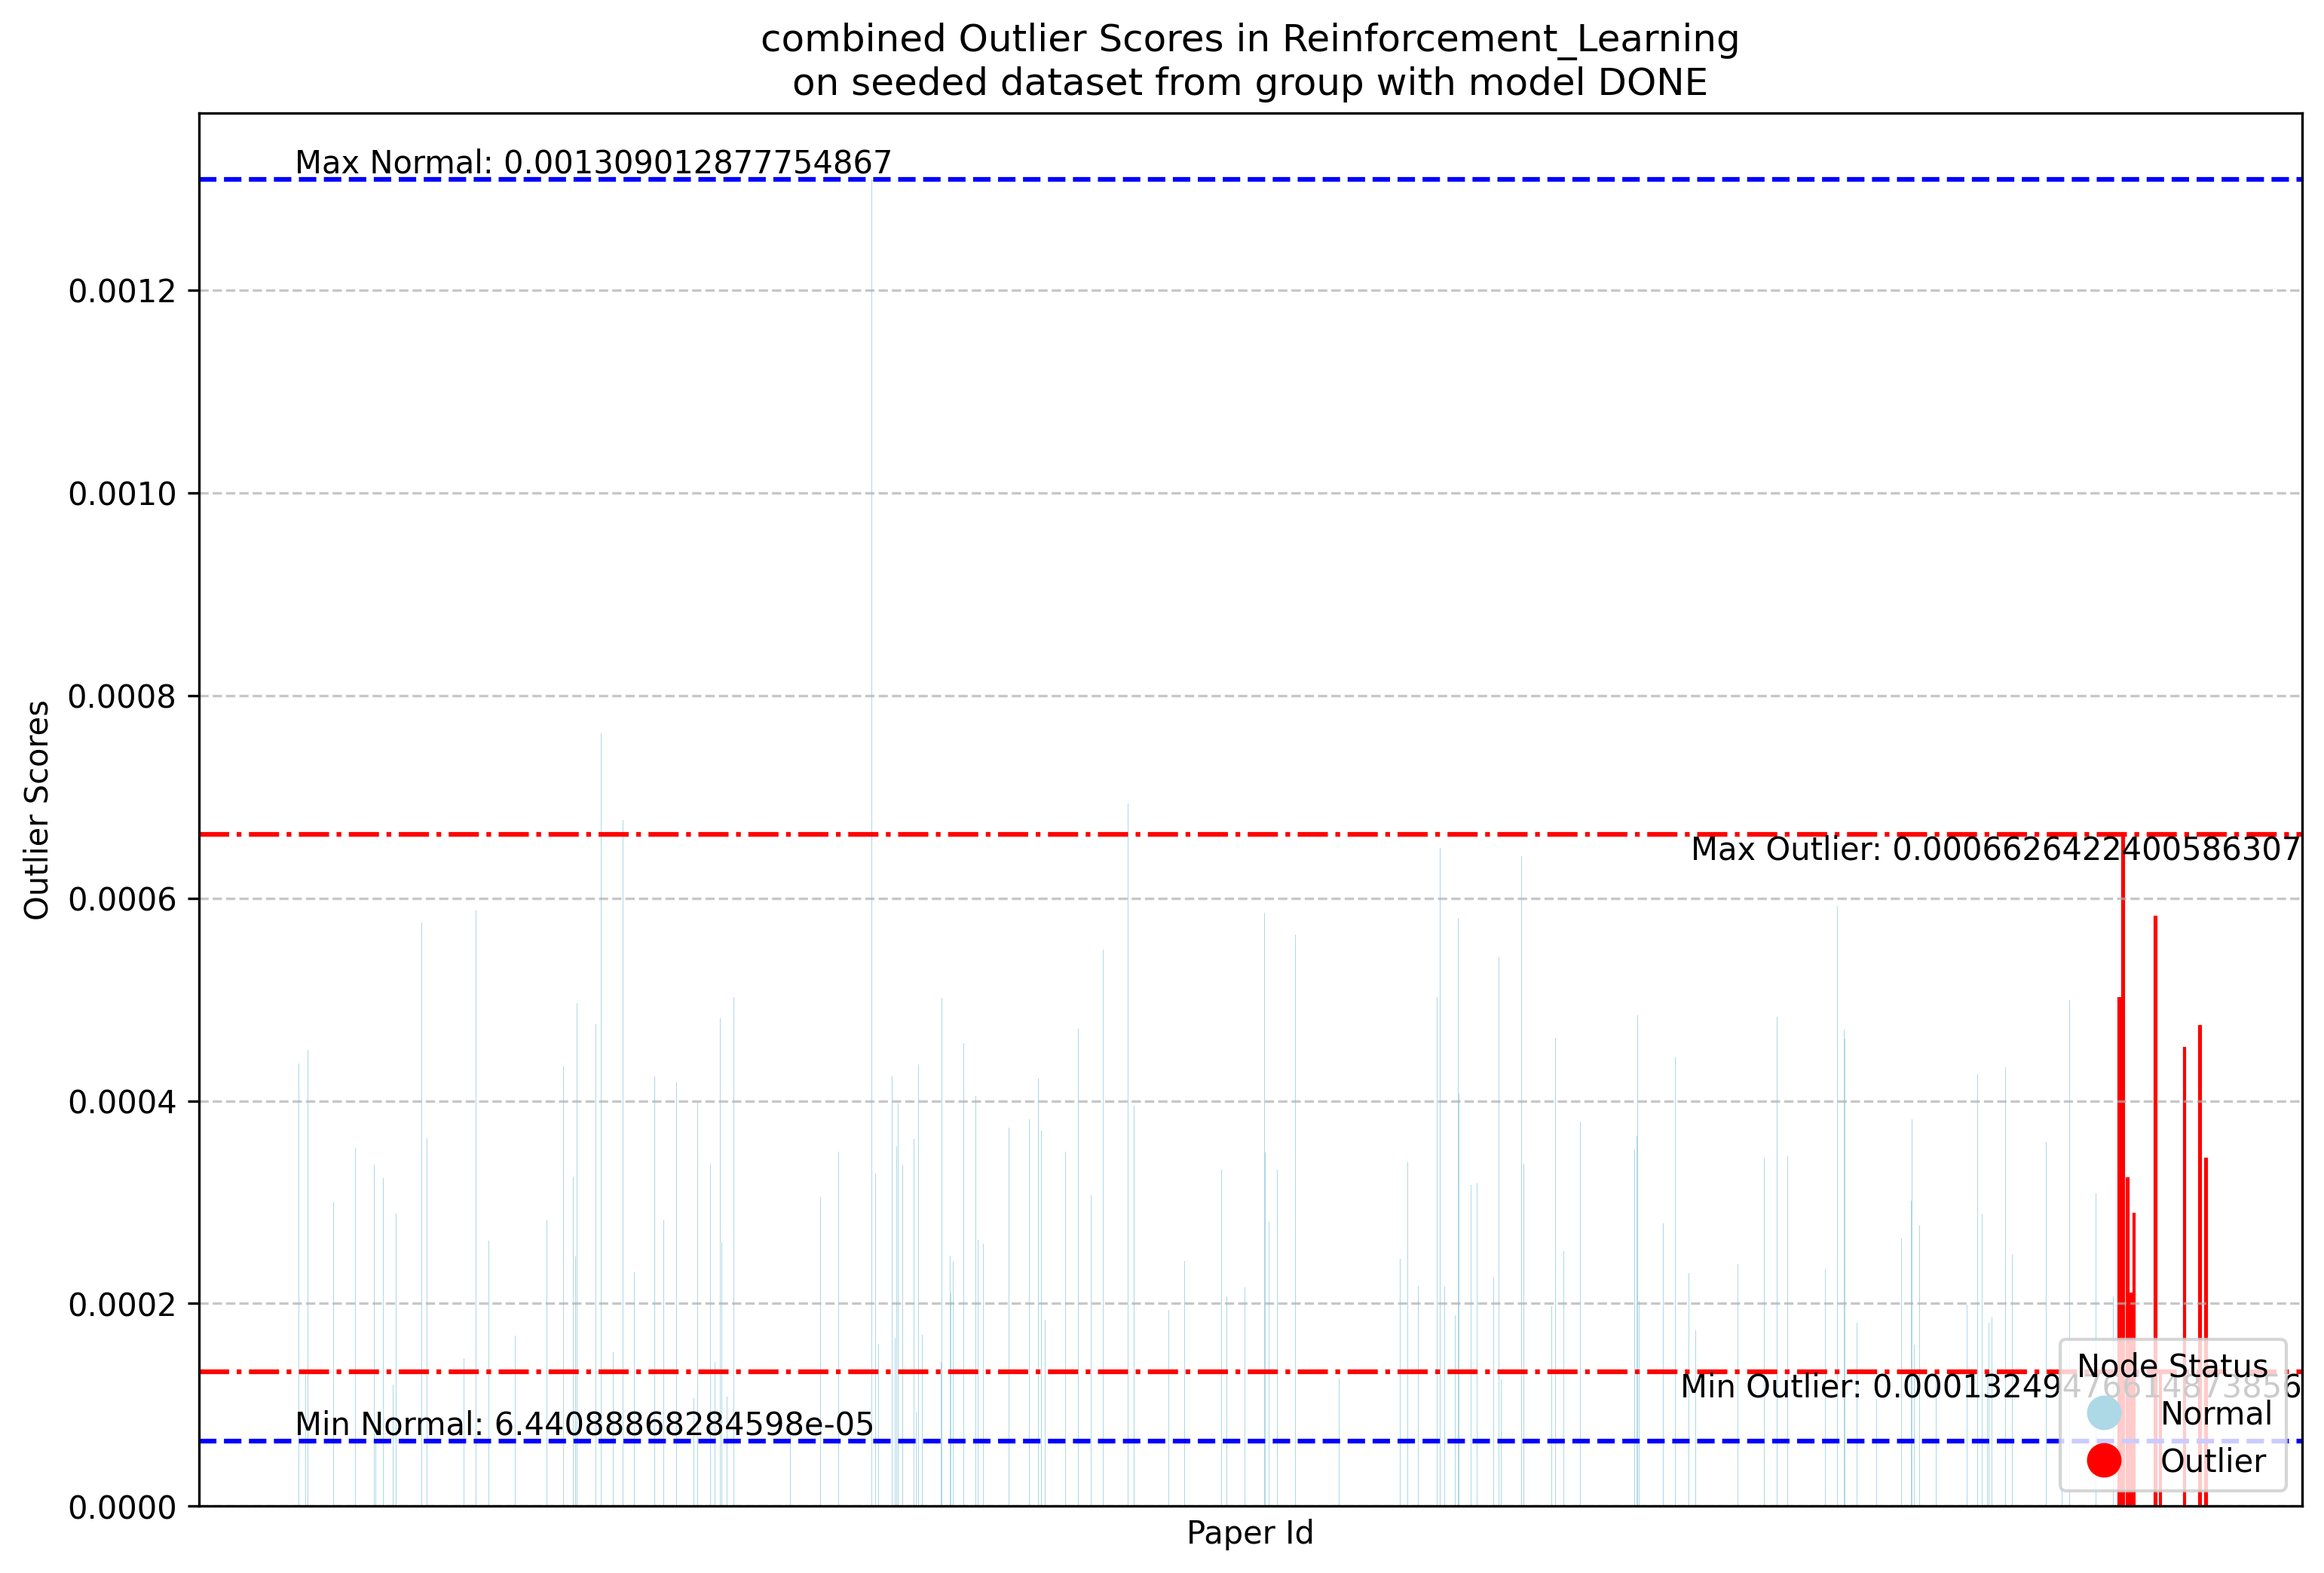 combined Outlier Scores in Reinforcement_Learning
on seeded dataset from group with model DONE
Max Normal: 0.001309012877754867
0.0012
0.0010
0.0008
Outlier Scores
Max Outlier: 0.0006626422400586307
0.0006
0.0004
0.0002
Node Status
Min Outlier: 0.00013249476614873856
Normal
Min Normal: 6.44088868284598e-05
Outlier
0.0000
Paper Id